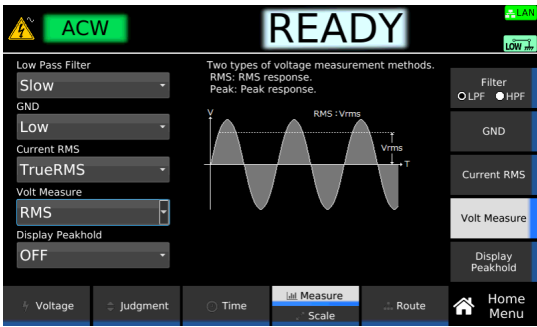 ACW
READY
LAN
LOW
Low Pass Filter
Slow
GND
Low
Current RMS
TrueRMS
Volt Measure
RMS
Display Peakhold
OFF
Two types of voltage measurement methods.
RMS: RMS response.
Peak: Peak response.
V
RMS : Vrms
Vrms
T
Filter
LPF HPF
GND
Current RMS
Volt Measure
Display
Peakhold
Voltage
Judgment
Time
Measure
Scale
Route
Home
Menu